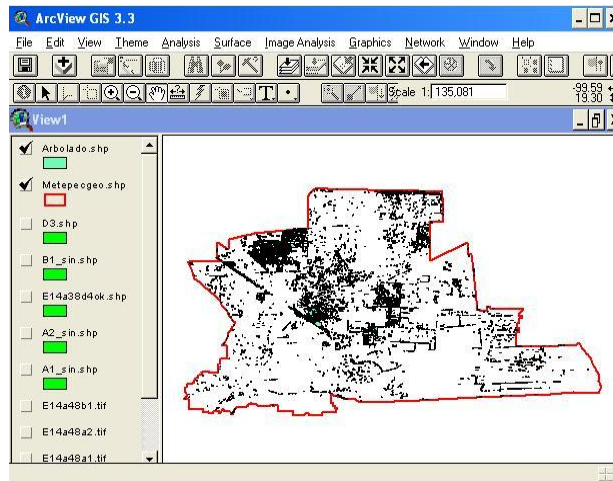 ArcView GIS 3.3
File Edit View Theme Analysis Surface Image Analysis Graphics Network Window Help
Scale 1: 135,081
-99.59
19.30
View1
Arbolado.shp
Metepecgeo.shp
D3.shp
B1_sin.shp
E14a38d4ok.shp
A2_sin.shp
A1_sin.shp
E14a48b1.tif
E14a48a2.tif
E14a48a1.tif